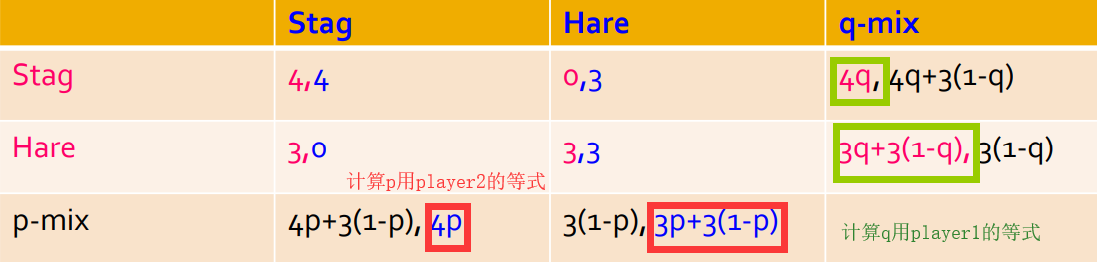 Stag Hare q-mix
Stag 4,4 0,3 4q, 4q+3(1-q)
Hare 3,0 3,3 3q+3(1-q), 3(1-q)
计算p用player2的等式
p-mix 4p+3(1-p), 4p 3(1-p), 3p+3(1-p) 计算q用player1的等式